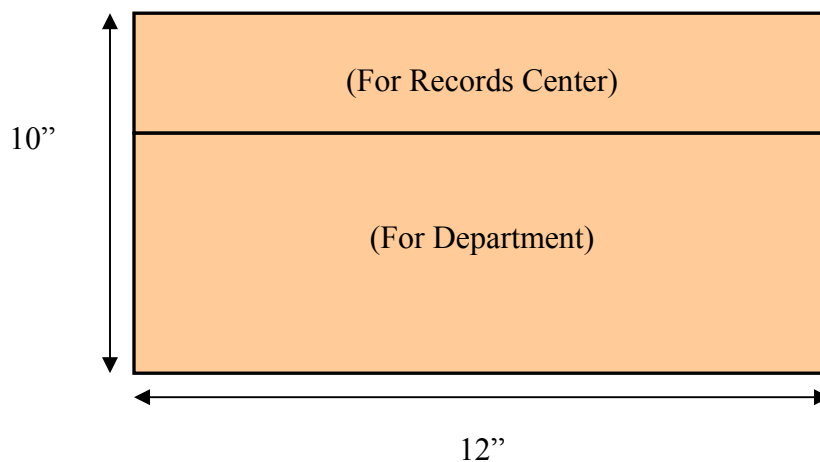 (For Records Center)
10”
(For Department)
12”